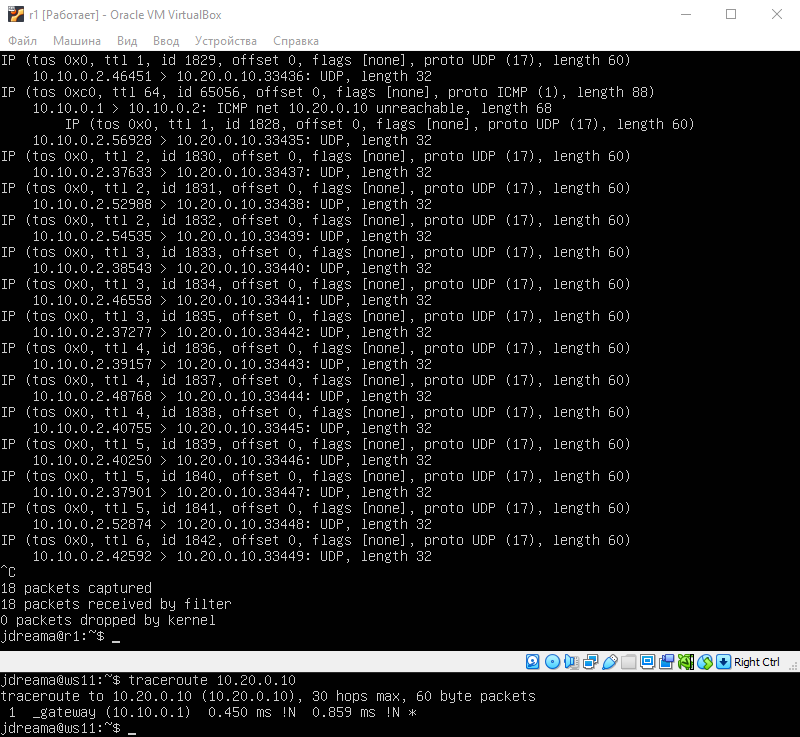 r1 [Работает] - Oracle VM VirtualBox
Файл Машина Вид Ввод Устройства Справка
IP (tos 0x0, ttl 1, id 1829, offset 0, flags [none], proto UDP (17), length 60)
    10.10.0.2.46451 > 10.20.0.10.33436: UDP, length 32
IP (tos 0xc0, ttl 64, id 65056, offset 0, flags [none], proto ICMP (1), length 88)
    10.10.0.1 > 10.10.0.2: ICMP net 10.20.0.10 unreachable, length 68
        IP (tos 0x0, ttl 1, id 1828, offset 0, flags [none], proto UDP (17), length 60)
    10.10.0.2.56928 > 10.20.0.10.33435: UDP, length 32
IP (tos 0x0, ttl 2, id 1830, offset 0, flags [none], proto UDP (17), length 60)
    10.10.0.2.37633 > 10.20.0.10.33437: UDP, length 32
IP (tos 0x0, ttl 2, id 1831, offset 0, flags [none], proto UDP (17), length 60)
    10.10.0.2.52988 > 10.20.0.10.33438: UDP, length 32
IP (tos 0x0, ttl 2, id 1832, offset 0, flags [none], proto UDP (17), length 60)
    10.10.0.2.54535 > 10.20.0.10.33439: UDP, length 32
IP (tos 0x0, ttl 3, id 1833, offset 0, flags [none], proto UDP (17), length 60)
    10.10.0.2.38543 > 10.20.0.10.33440: UDP, length 32
IP (tos 0x0, ttl 3, id 1834, offset 0, flags [none], proto UDP (17), length 60)
    10.10.0.2.46558 > 10.20.0.10.33441: UDP, length 32
IP (tos 0x0, ttl 3, id 1835, offset 0, flags [none], proto UDP (17), length 60)
    10.10.0.2.37277 > 10.20.0.10.33442: UDP, length 32
IP (tos 0x0, ttl 4, id 1836, offset 0, flags [none], proto UDP (17), length 60)
    10.10.0.2.39157 > 10.20.0.10.33443: UDP, length 32
IP (tos 0x0, ttl 4, id 1837, offset 0, flags [none], proto UDP (17), length 60)
    10.10.0.2.48768 > 10.20.0.10.33444: UDP, length 32
IP (tos 0x0, ttl 4, id 1838, offset 0, flags [none], proto UDP (17), length 60)
    10.10.0.2.40755 > 10.20.0.10.33445: UDP, length 32
IP (tos 0x0, ttl 5, id 1839, offset 0, flags [none], proto UDP (17), length 60)
    10.10.0.2.40250 > 10.20.0.10.33446: UDP, length 32
IP (tos 0x0, ttl 5, id 1840, offset 0, flags [none], proto UDP (17), length 60)
    10.10.0.2.37901 > 10.20.0.10.33447: UDP, length 32
IP (tos 0x0, ttl 5, id 1841, offset 0, flags [none], proto UDP (17), length 60)
    10.10.0.2.52874 > 10.20.0.10.33448: UDP, length 32
IP (tos 0x0, ttl 6, id 1842, offset 0, flags [none], proto UDP (17), length 60)
    10.10.0.2.42592 > 10.20.0.10.33449: UDP, length 32
^C
18 packets captured
18 packets received by filter
0 packets dropped by kernel
jdreama@r1:~$ _
Right Ctrl
jdreama@ws11:~$ traceroute 10.20.0.10
traceroute to 10.20.0.10 (10.20.0.10), 30 hops max, 60 byte packets
 1  _gateway (10.10.0.1)  0.450 ms !N  0.859 ms !N *
jdreama@ws11:~$ _